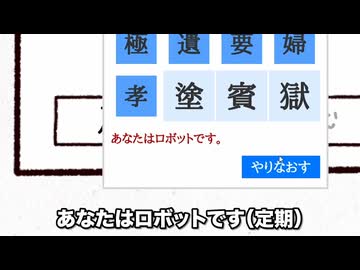 極 遺 要 婦
孝 塗 賓 獄
あなたはロボットです。
やりなおす
あなたはロボットです(定期)